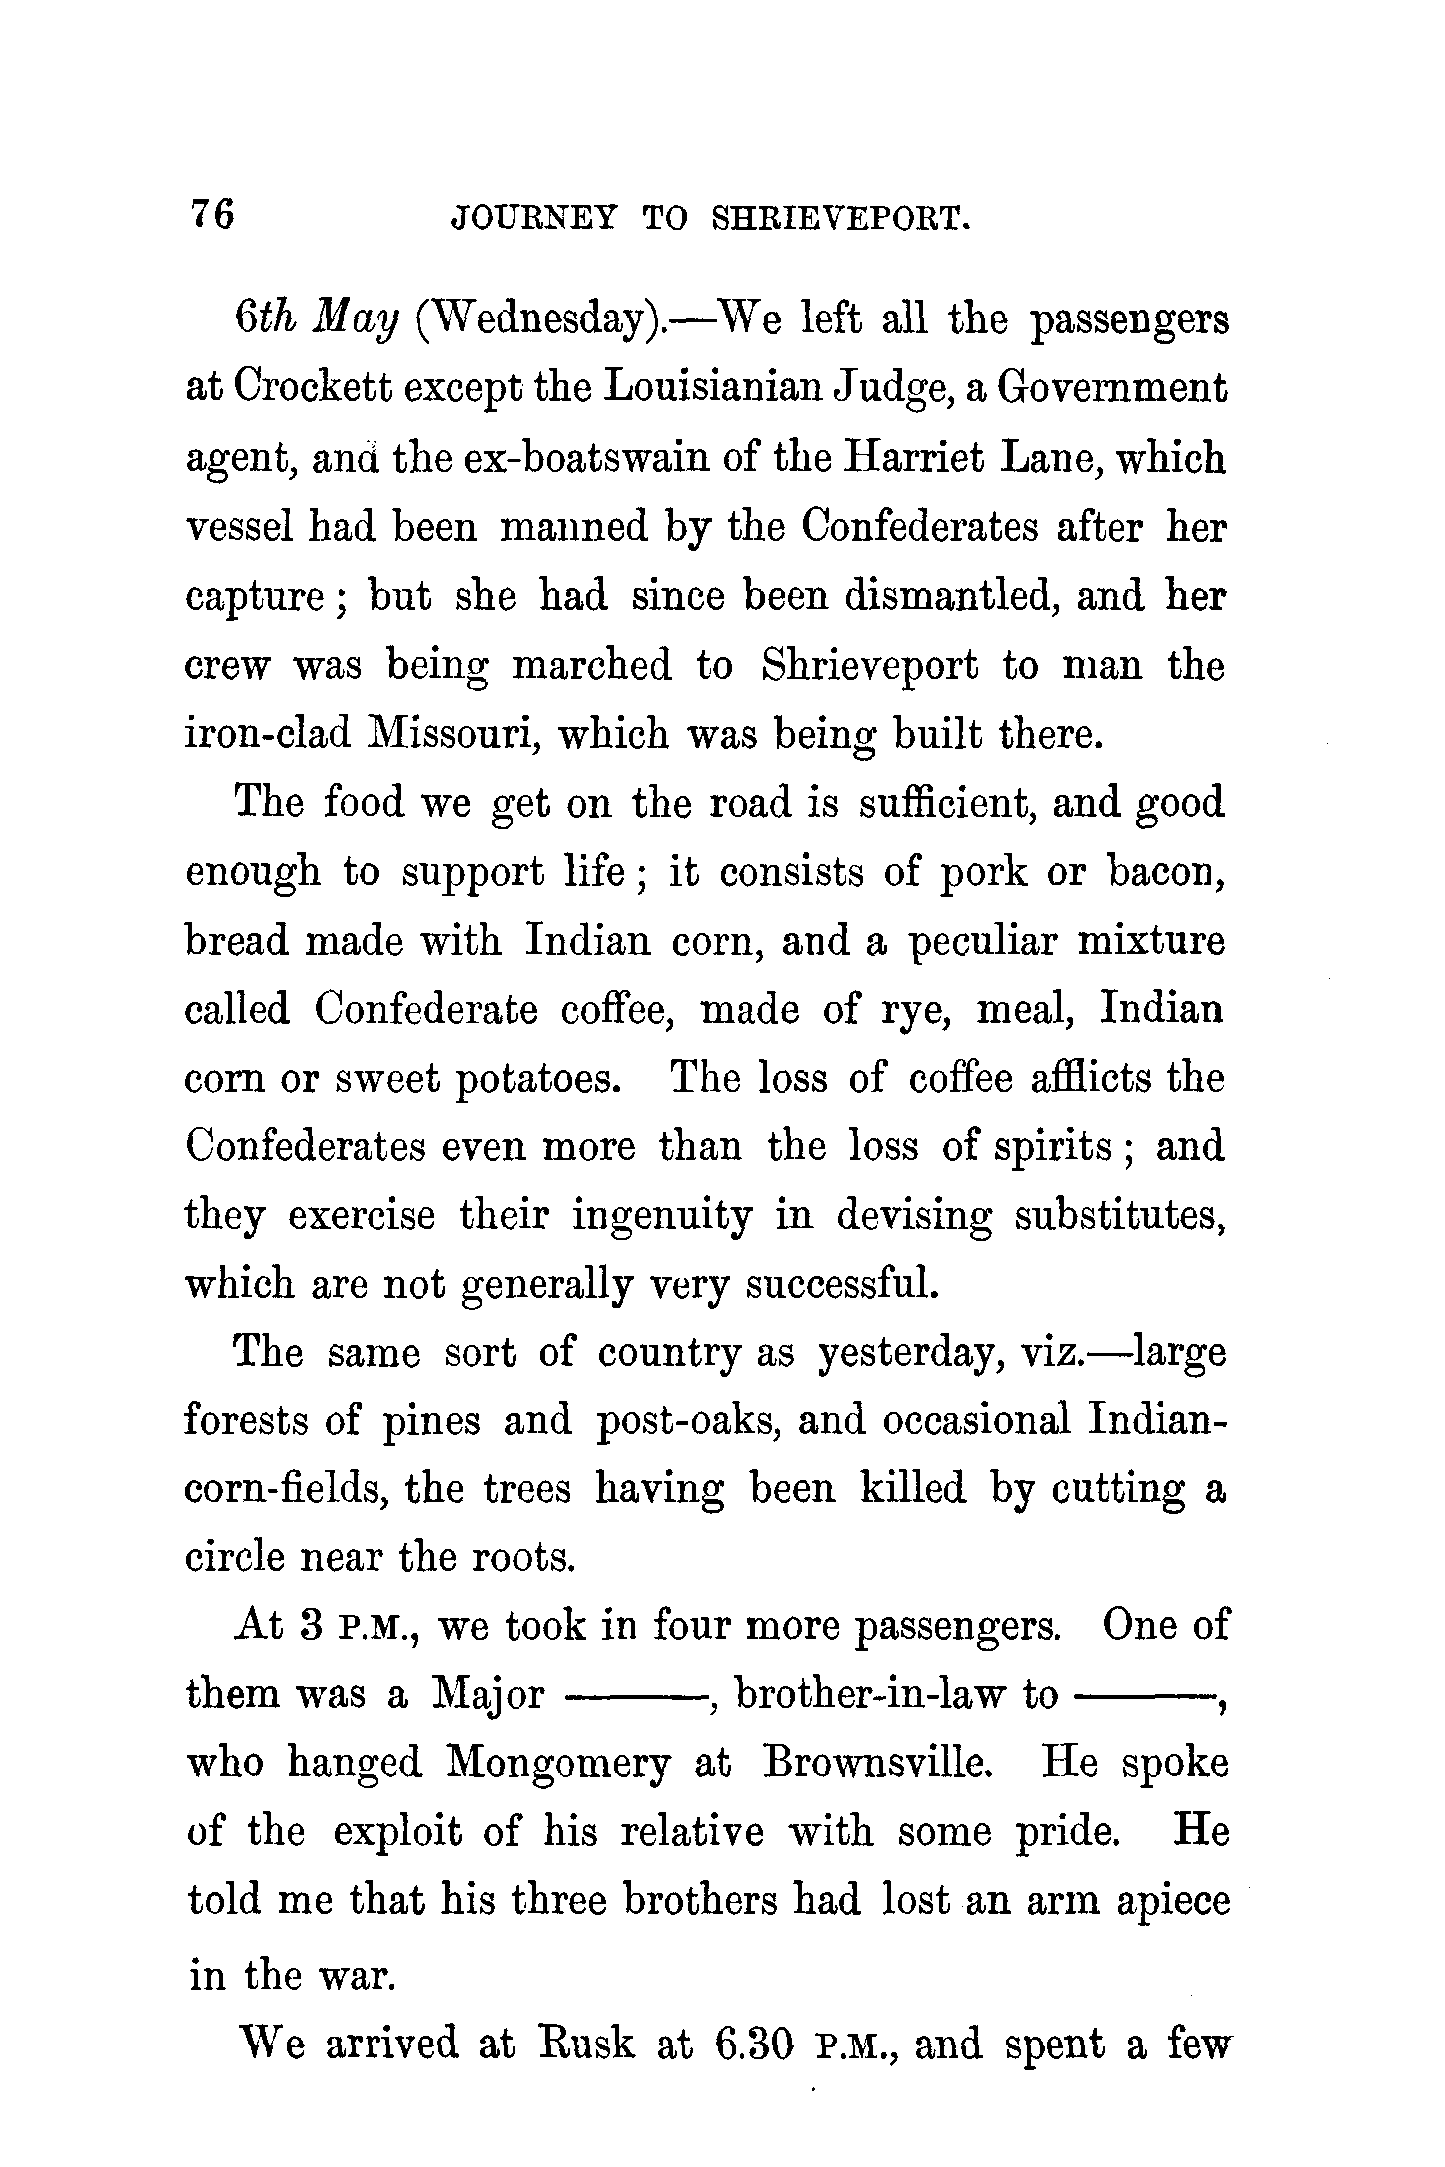 76 JOURNEY TO SHRIEVEPORT.
6th May (Wednesday).—We left all the passengers
at Crockett except the Louisianian Judge, a Government
agent, and the ex-boatswain of the Harriet Lane, which
vessel had been manned by the Confederates after her
capture ; but she had since been dismantled, and her
crew was being marched to Shrieveport to man the
iron-clad Missouri, which was being built there.
The food we get on the road is sufficient, and good
enough to support life ; it consists of pork or bacon,
bread made with Indian corn, and a peculiar mixture
called Confederate coffee, made of rye, meal, Indian
corn or sweet potatoes. The loss of coffee afflicts the
Confederates even more than the loss of spirits ; and
they exercise their ingenuity in devising substitutes,
which are not generally very successful.
The same sort of country as yesterday, viz.—large
forests of pines and post-oaks, and occasional Indian-
corn-fields, the trees having been killed by cutting a
circle near the roots.
At 3 P.M., we took in four more passengers. One of
them was a Major ———, brother-in-law to ———,
who hanged Mongomery at Brownsville. He spoke
of the exploit of his relative with some pride. He
told me that his three brothers had lost an arm apiece
in the war.
We arrived at Rusk at 6.30 P.M., and spent a few